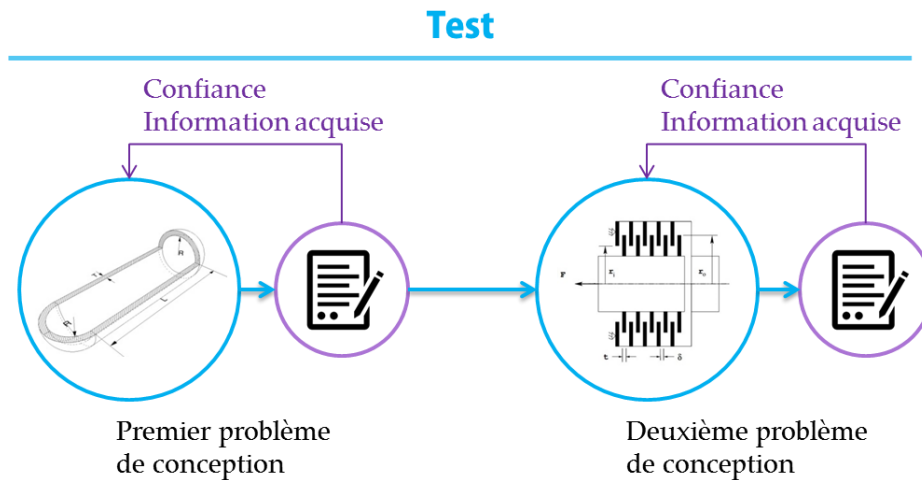 Test
Confiance
Information acquise
Confiance
Information acquise
R
L
R
F
r
r
t
δ
Premier problème
de conception
Deuxième problème
de conception